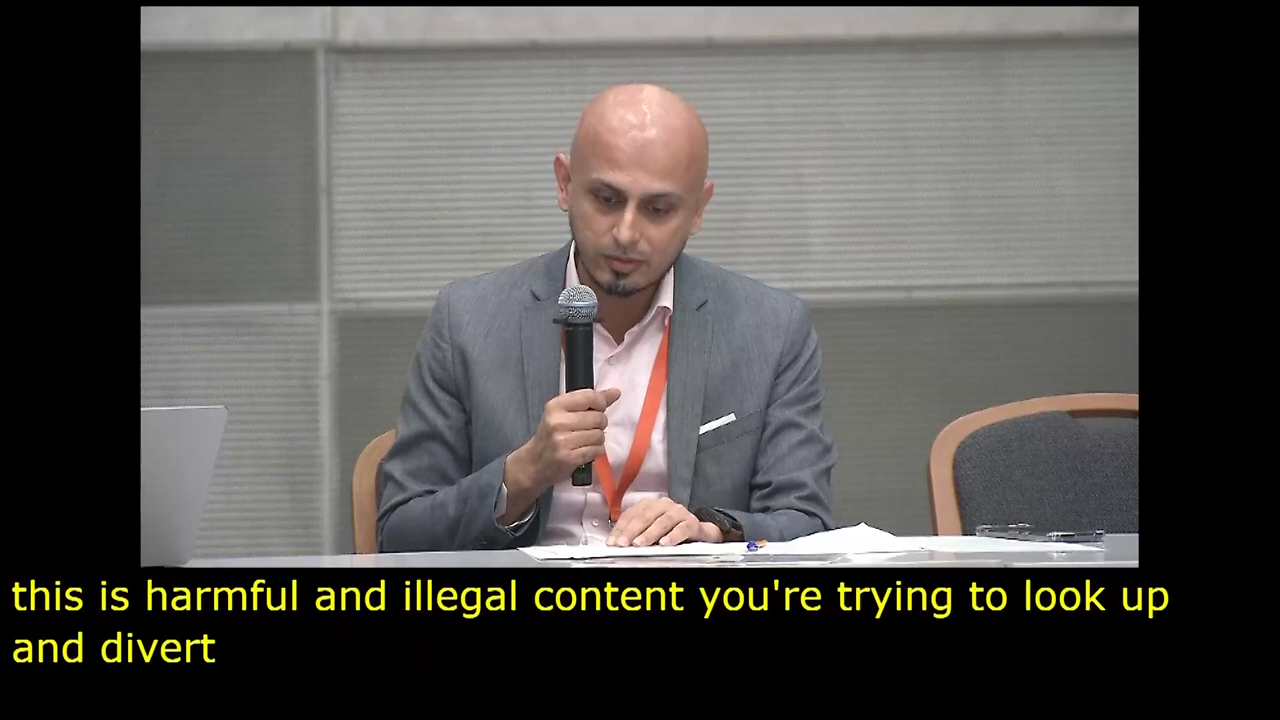 this is harmful and illegal content you're trying to look up
and divert